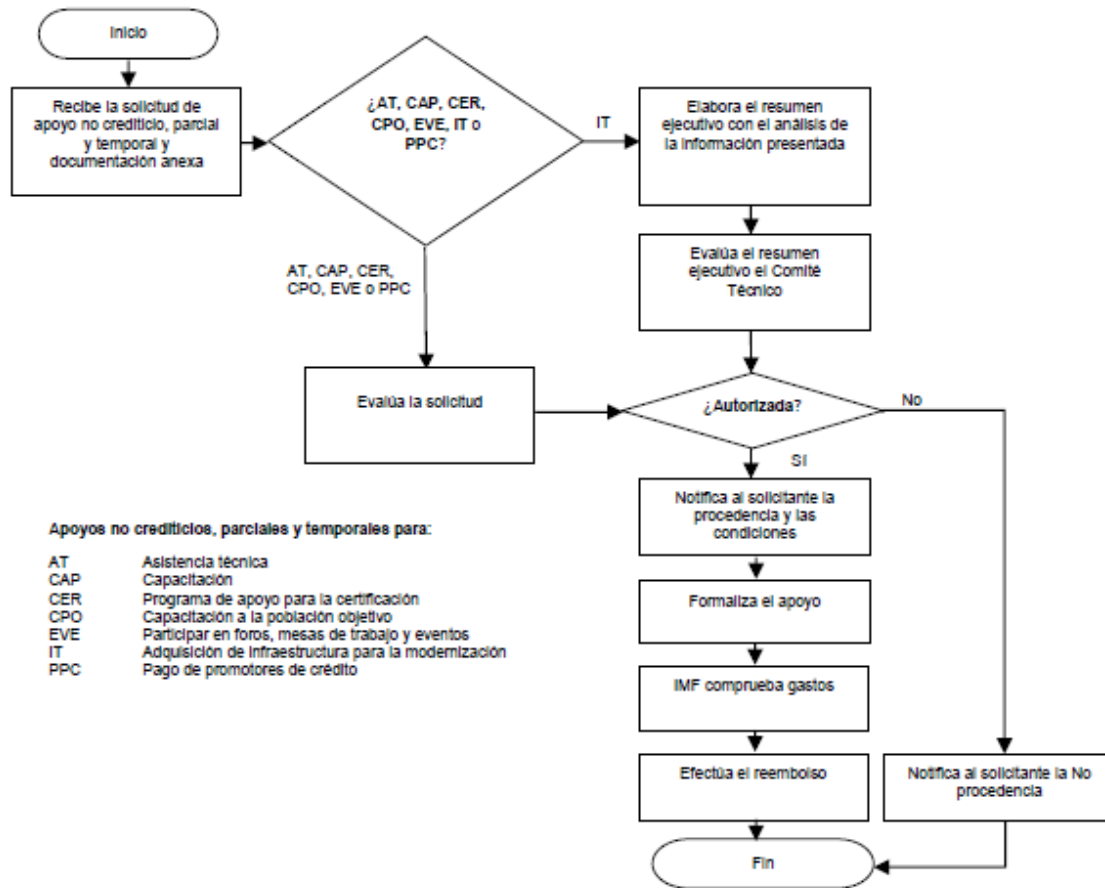 Inicio
Recibe la solicitud de
apoyo no crediticio, parcial
y temporal y
documentación anexa
¿AT, CAP, CER,
CPO, EVE, IT o
PPC?
IT
Elabora el resumen
ejecutivo con el análisis de
la información presentada
Evalúa el resumen
ejecutivo el Comité
Técnico
AT, CAP, CER,
CPO, EVE o PPC
Evalúa la solicitud
¿Autorizada?
No
SI
Notifica al solicitante la
procedencia y las
condiciones
Formaliza el apoyo
IMF comprueba gastos
Efectúa el reembolso
Notifica al solicitante la No
procedencia
Fin
Apoyos no crediticios, parciales y temporales para:
AT Asistencia técnica
CAP Capacitación
CER Programa de apoyo para la certificación
CPO Capacitación a la población objetivo
EVE Participar en foros, mesas de trabajo y eventos
IT Adquisición de infraestructura para la modernización
PPC Pago de promotores de crédito